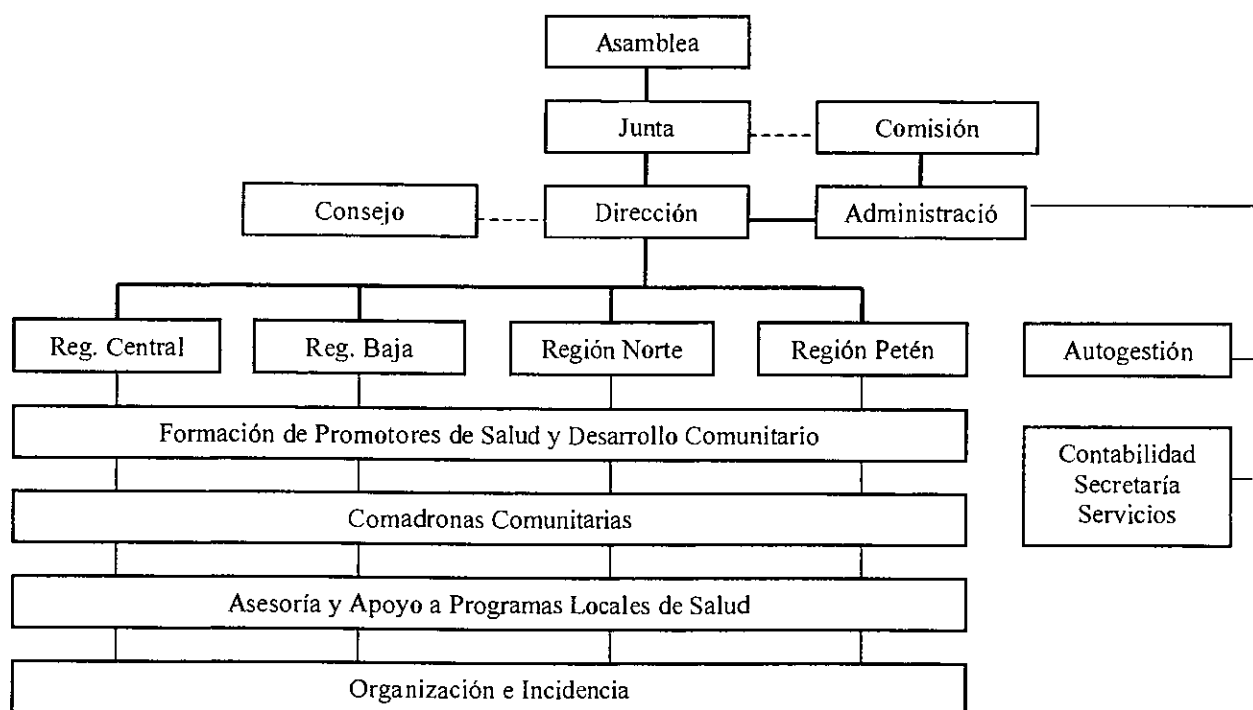 Asamblea
Junta
Comisión
Consejo
Dirección
Administració
Reg. Central
Reg. Baja
Región Norte
Región Petén
Autogestión
Formación de Promotores de Salud y Desarrollo Comunitario
Contabilidad
Secretaría
Servicios
Comadronas Comunitarias
Asesoría y Apoyo a Programas Locales de Salud
Organización e Incidencia